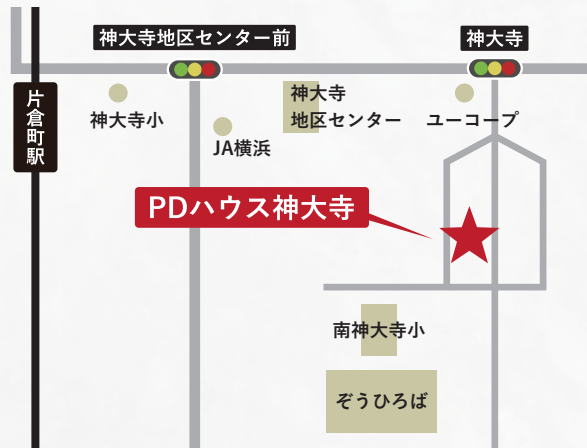 神大寺地区センター前
神大寺
片倉町駅
神大寺小
神大寺
地区センター
ユーコープ
JA横浜
PDハウス神大寺
南神大寺小
ぞうひろば